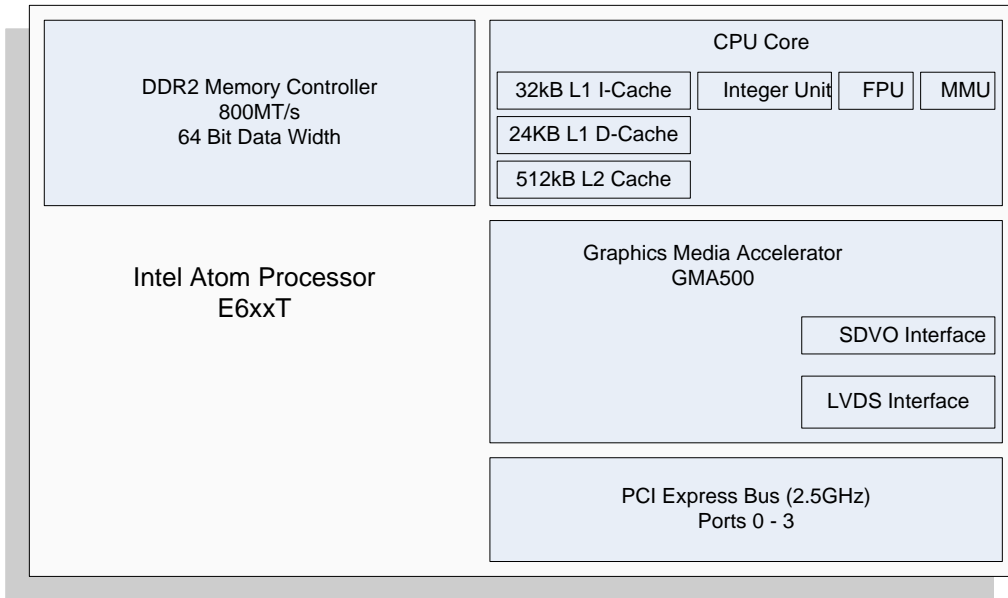 DDR2 Memory Controller
800MT/s
64 Bit Data Width
CPU Core
32kB L1 I-Cache
Integer Unit
FPU
MMU
24KB L1 D-Cache
512kB L2 Cache
Intel Atom Processor
E6xxT
Graphics Media Accelerator
GMA500
SDVO Interface
LVDS Interface
PCI Express Bus (2.5GHz)
Ports 0 - 3